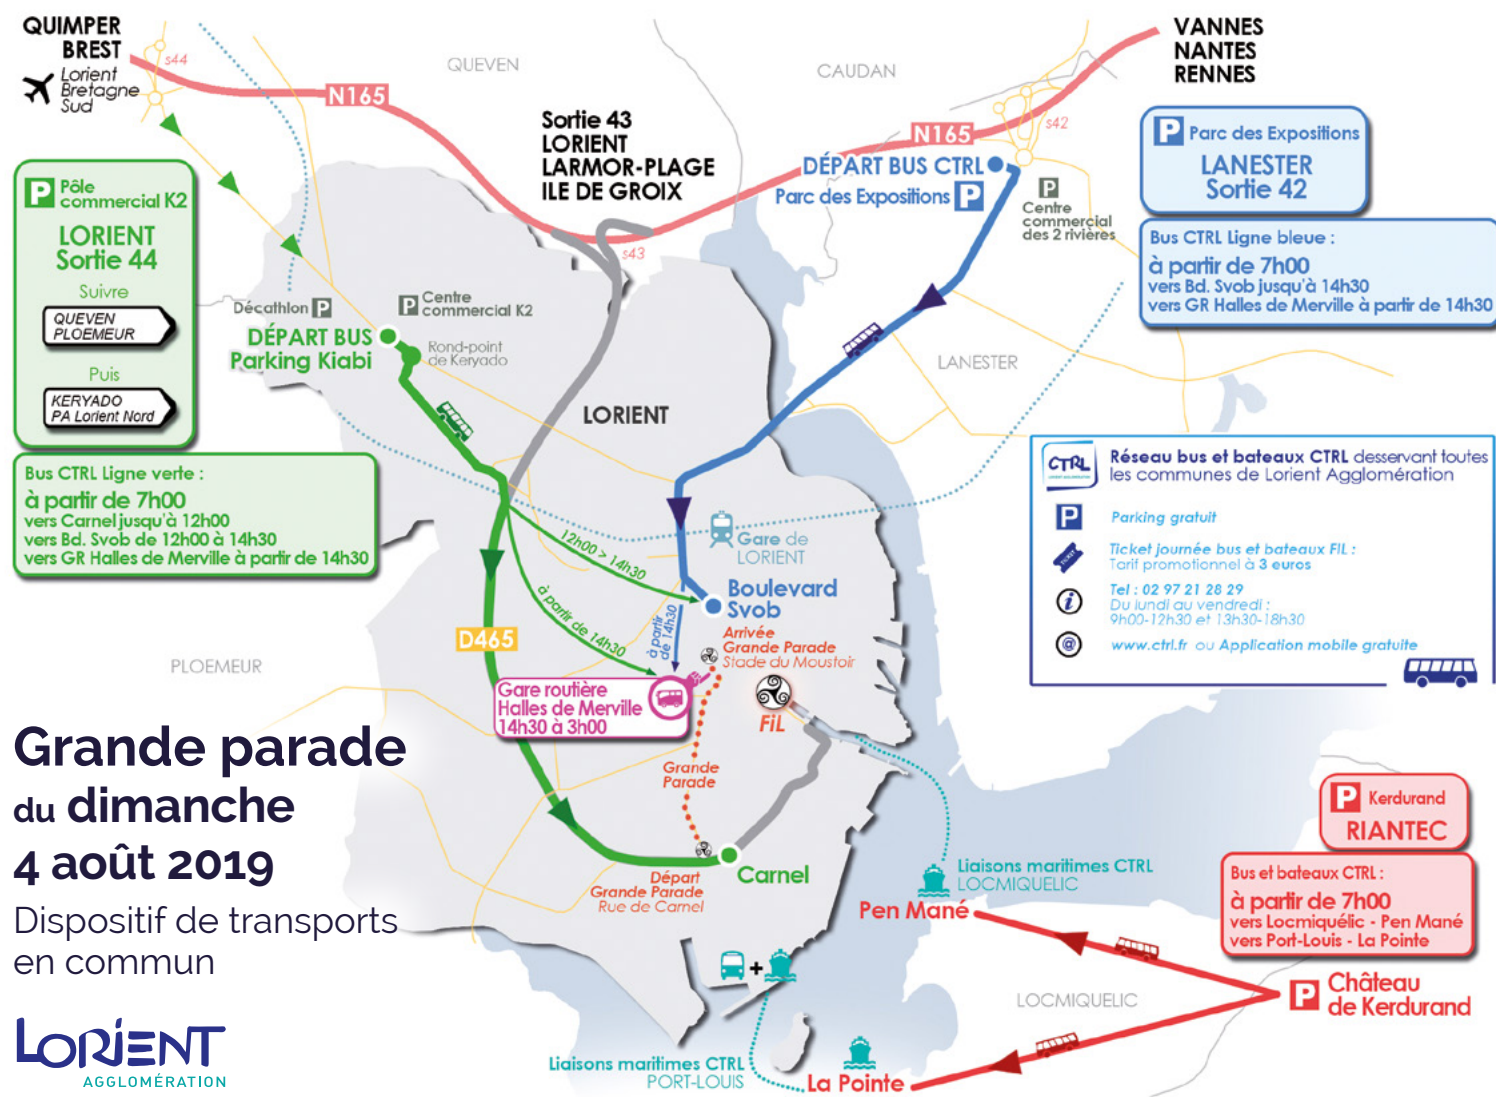 QUIMPER
BREST
Lorient
Bretagne
Sud
s44
N165
QUEVEN
CAUDAN
VANNES
NANTES
RENNES
N165
s42
Sortie 43
LORIENT
LARMOR-PLAGE
ILE DE GROIX
s43
DÉPART BUS CTRL
Parc des Expositions P
P
Centre
commercial
des 2 rivières
P Parc des Expositions
LANESTER
Sortie 42
Bus CTRL Ligne bleue :
à partir de 7h00
vers Bd. Svob jusqu'à 14h30
vers GR Halles de Merville à partir de 14h30
P Pôle
commercial K2
LORIENT
Sortie 44
Suivre
QUEVEN
PLOEMEUR
Puis
KERYADO
PA Lorient Nord
Bus CTRL Ligne verte :
à partir de 7h00
vers Carnel jusqu'à 12h00
vers Bd. Svob de 12h00 à 14h30
vers GR Halles de Merville à partir de 14h30
Décathlon P
P Centre
commercial K2
DÉPART BUS
Parking Kiabi
Rond-point
de Keryado
LORIENT
LANESTER
CTRL
LORIENT AGGLOMÉRATION
Réseau bus et bateaux CTRL desservant toutes
les communes de Lorient Agglomération
P Parking gratuit
TICKET
Ticket journée bus et bateaux FIL :
Tarif promotionnel à 3 euros
i
Tel : 02 97 21 28 29
Du lundi au vendredi :
9h00-12h30 et 13h30-18h30
@ www.ctrl.fr ou Application mobile gratuite
12h00 > 14h30
à partir de 14h30
à partir
de 14h30
Gare de
LORIENT
Boulevard
Svob
Arrivée
Grande Parade
Stade du Moustoir
D465
PLOEMEUR
Gare routière
Halles de Merville
14h30 à 3h00
FiL
Grande
Parade
Départ
Grande Parade
Rue de Carnel
Carnel
Grande parade
du dimanche
4 août 2019
Dispositif de transports
en commun
LORIENT
AGGLOMÉRATION
P Kerdurand
RIANTEC
Bus et bateaux CTRL :
à partir de 7h00
vers Locmiquélic - Pen Mané
vers Port-Louis - La Pointe
Liaisons maritimes CTRL
LOCMIQUELIC
Pen Mané
+
LOCMIQUELIC
P Château
de Kerdurand
Liaisons maritimes CTRL
PORT-LOUIS
La Pointe